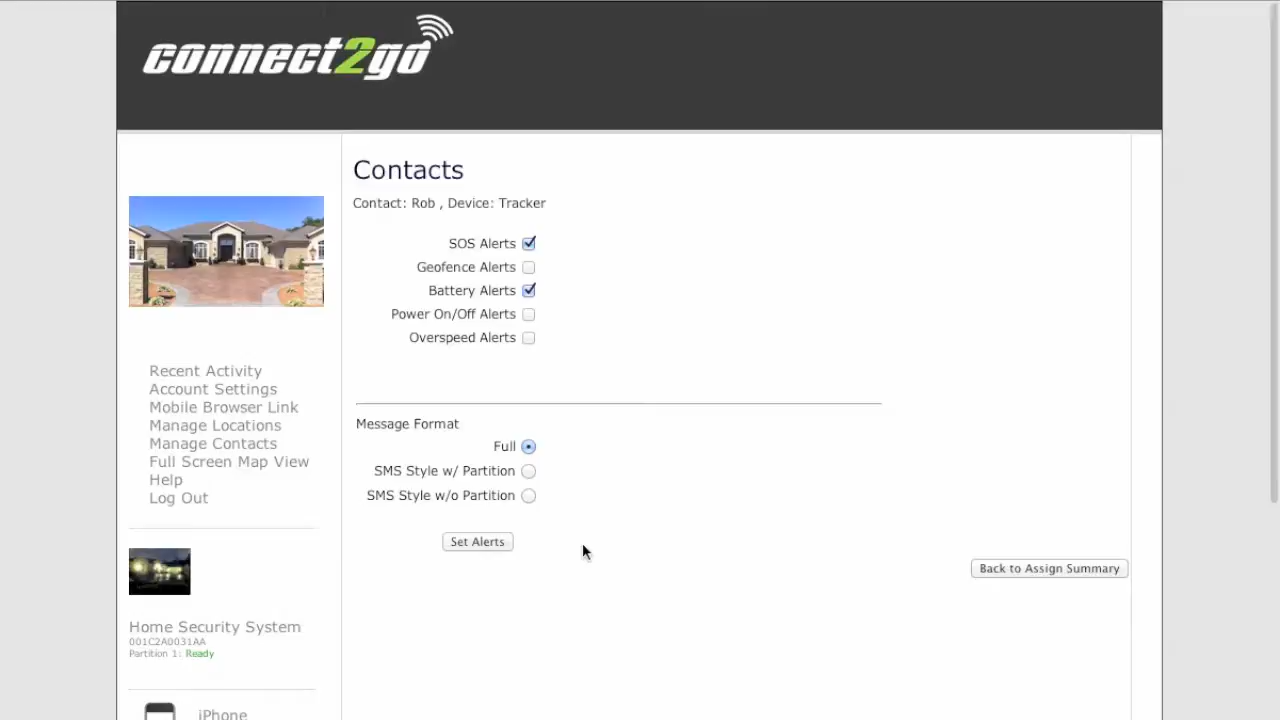 connect2go
Contacts
Contact: Rob , Device: Tracker
SOS Alerts
Geofence Alerts
Battery Alerts
Power On/Off Alerts
Overspeed Alerts
Message Format
Full
SMS Style w/ Partition
SMS Style w/o Partition
Set Alerts
Back to Assign Summary
Recent Activity
Account Settings
Mobile Browser Link
Manage Locations
Manage Contacts
Full Screen Map View
Help
Log Out
Home Security System
001C2A0031AA
Partition 1: Ready
iPhone